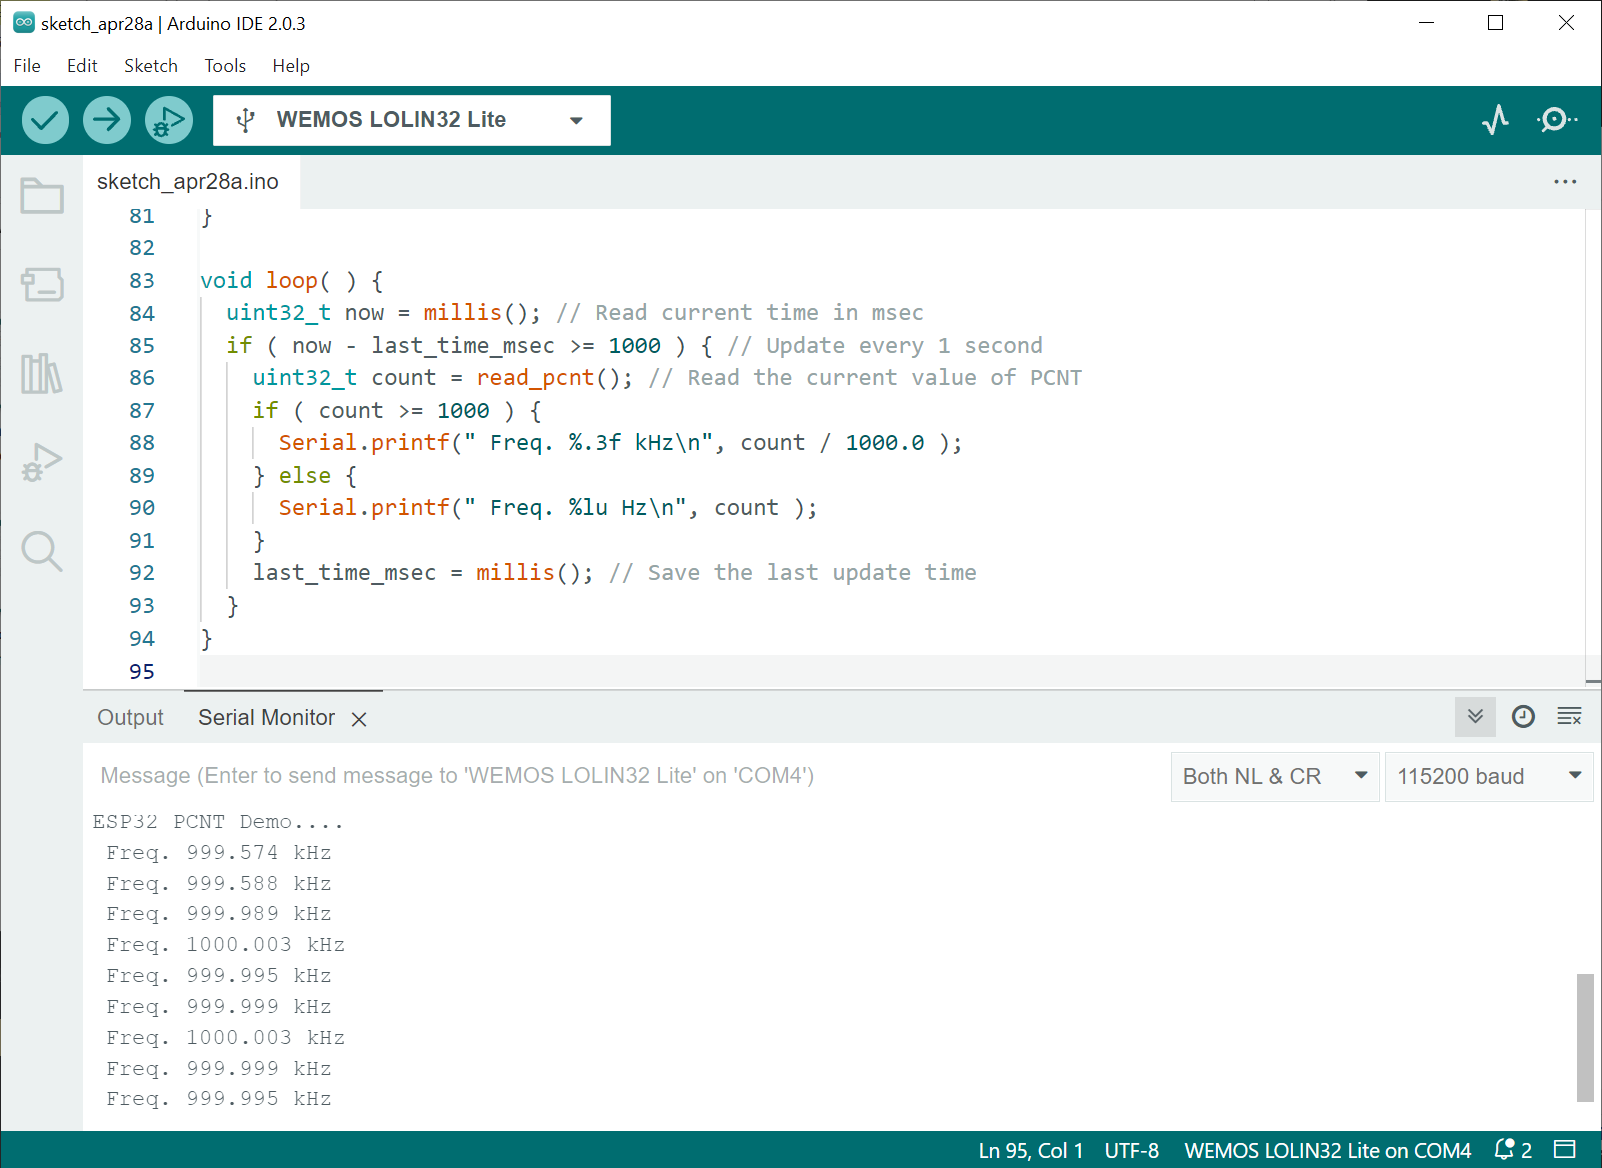 sketch_apr28a | Arduino IDE 2.0.3
File Edit Sketch Tools Help
WEMOS LOLIN32 Lite
sketch_apr28a.ino
81 }
82
83 void loop( ) {
84 uint32_t now = millis(); // Read current time in msec
85 if ( now - last_time_msec >= 1000 ) { // Update every 1 second
86 uint32_t count = read_pcnt(); // Read the current value of PCNT
87 if ( count >= 1000 ) {
88 Serial.printf(" Freq. %.3f kHz\n", count / 1000.0 );
89 } else {
90 Serial.printf(" Freq. %lu Hz\n", count );
91 }
92 last_time_msec = millis(); // Save the last update time
93 }
94 }
95
Output Serial Monitor
Message (Enter to send message to 'WEMOS LOLIN32 Lite' on 'COM4') Both NL & CR 115200 baud
ESP32 PCNT Demo....
Freq. 999.574 kHz
Freq. 999.588 kHz
Freq. 999.989 kHz
Freq. 1000.003 kHz
Freq. 999.995 kHz
Freq. 999.999 kHz
Freq. 1000.003 kHz
Freq. 999.999 kHz
Freq. 999.995 kHz
Ln 95, Col 1 UTF-8 WEMOS LOLIN32 Lite on COM4 2